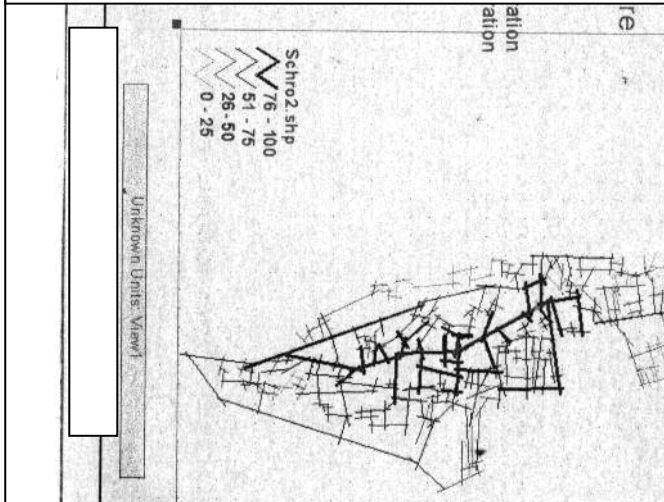 re
ation
ation
Schro2.shp
76 - 100
51 - 75
26 - 50
0 - 25
Unknown Units: View1